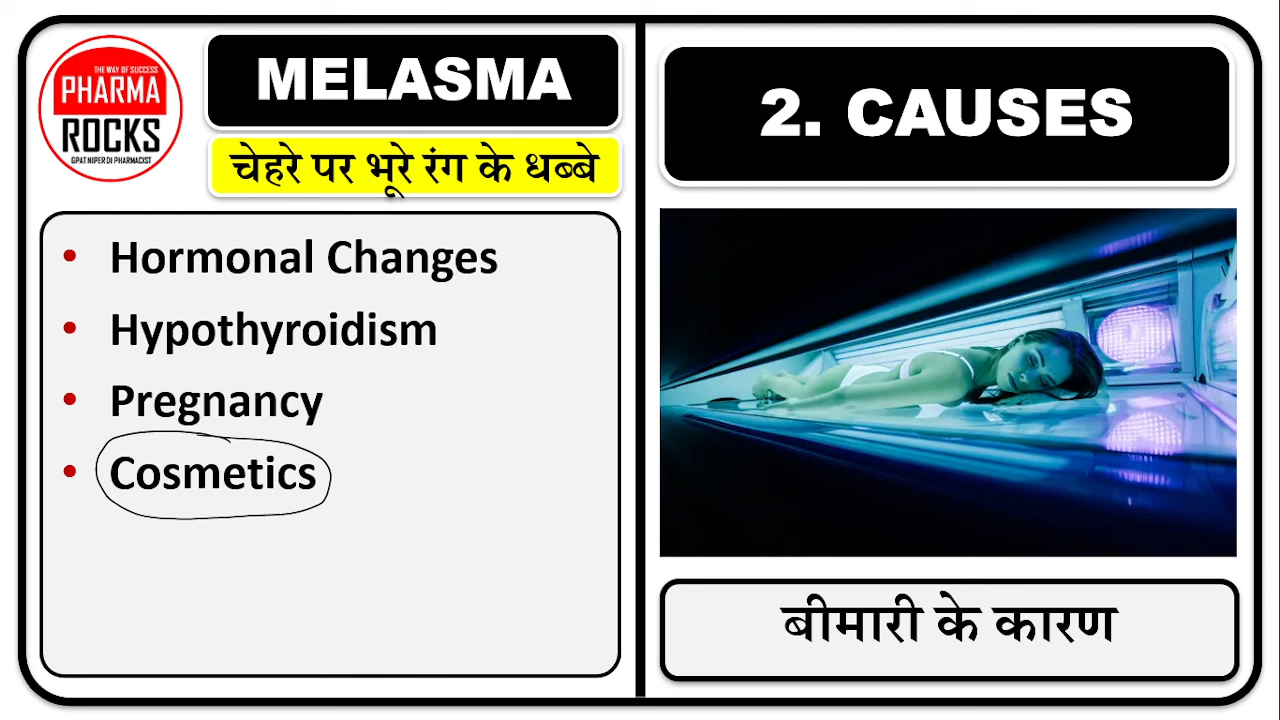 THE WAY OF SUCCESS
PHARMA
ROCKS
GPAT NIPER DI PHARMACIST
MELASMA
चेहरे पर भूरे रंग के धब्बे
• Hormonal Changes
• Hypothyroidism
• Pregnancy
• Cosmetics
2. CAUSES
बीमारी के कारण